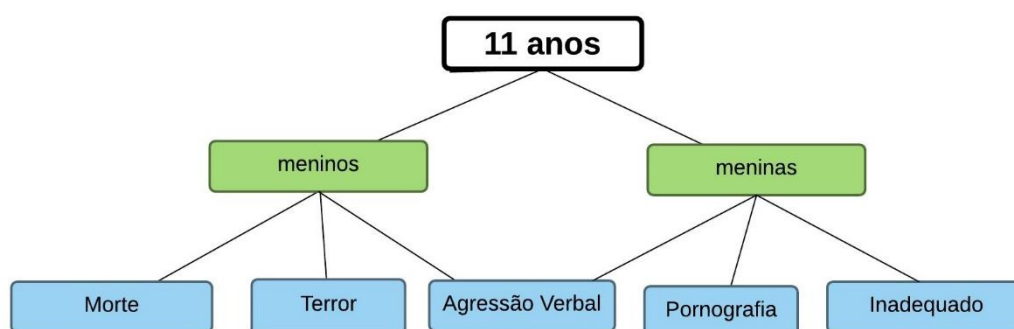 11 anos
meninos
meninas
Morte
Terror
Agressão Verbal
Pornografia
Inadequado